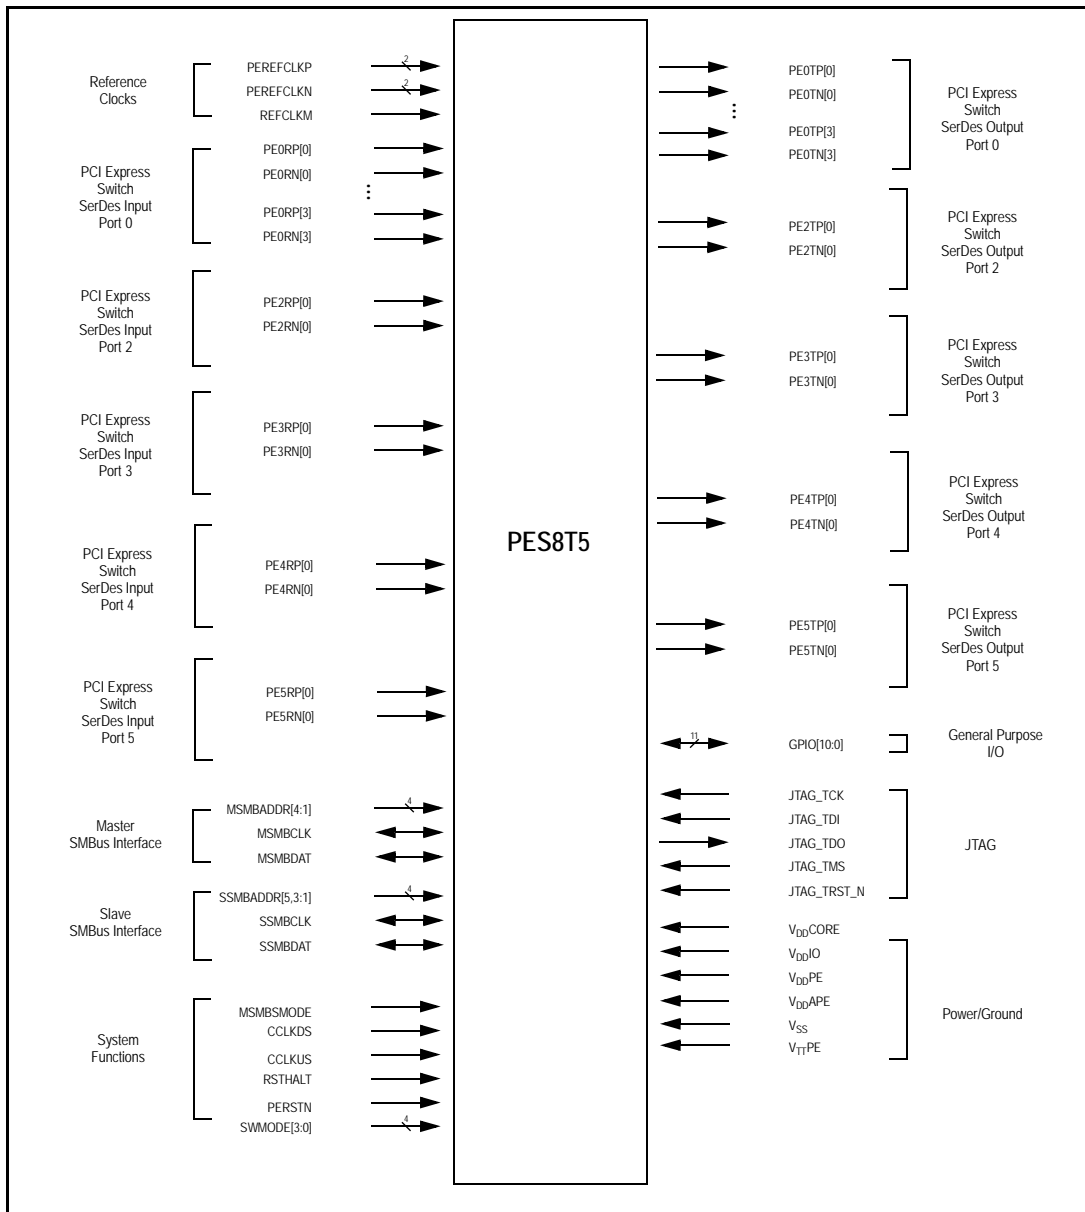 Reference
Clocks
PEREFCLKP
2
PEREFCLKN
2
REFCLKM
PCI Express
Switch
SerDes Input
Port 0
PE0RP[0]
PE0RN[0]
PE0RP[3]
PE0RN[3]
PCI Express
Switch
SerDes Input
Port 2
PE2RP[0]
PE2RN[0]
PCI Express
Switch
SerDes Input
Port 3
PE3RP[0]
PE3RN[0]
PCI Express
Switch
SerDes Input
Port 4
PE4RP[0]
PE4RN[0]
PCI Express
Switch
SerDes Input
Port 5
PE5RP[0]
PE5RN[0]
Master
SMBus Interface
MSMBADDR[4:1]
4
MSMBCLK
MSMBDAT
Slave
SMBus Interface
SSMBADDR[5,3:1]
4
SSMBCLK
SSMBDAT
System
Functions
MSMBSMODE
CCLKDS
CCLKUS
RSTHALT
PERSTN
SWMODE[3:0]
4
PES8T5
PE0TP[0]
PE0TN[0]
PE0TP[3]
PE0TN[3]
PCI Express
Switch
SerDes Output
Port 0
PE2TP[0]
PE2TN[0]
PCI Express
Switch
SerDes Output
Port 2
PE3TP[0]
PE3TN[0]
PCI Express
Switch
SerDes Output
Port 3
PE4TP[0]
PE4TN[0]
PCI Express
Switch
SerDes Output
Port 4
PE5TP[0]
PE5TN[0]
PCI Express
Switch
SerDes Output
Port 5
11
GPIO[10:0]
General Purpose
I/O
JTAG_TCK
JTAG_TDI
JTAG_TDO
JTAG_TMS
JTAG_TRST_N
JTAG
VDDCORE
VDDIO
VDDPE
VDDAPE
VSS
VTTPE
Power/Ground